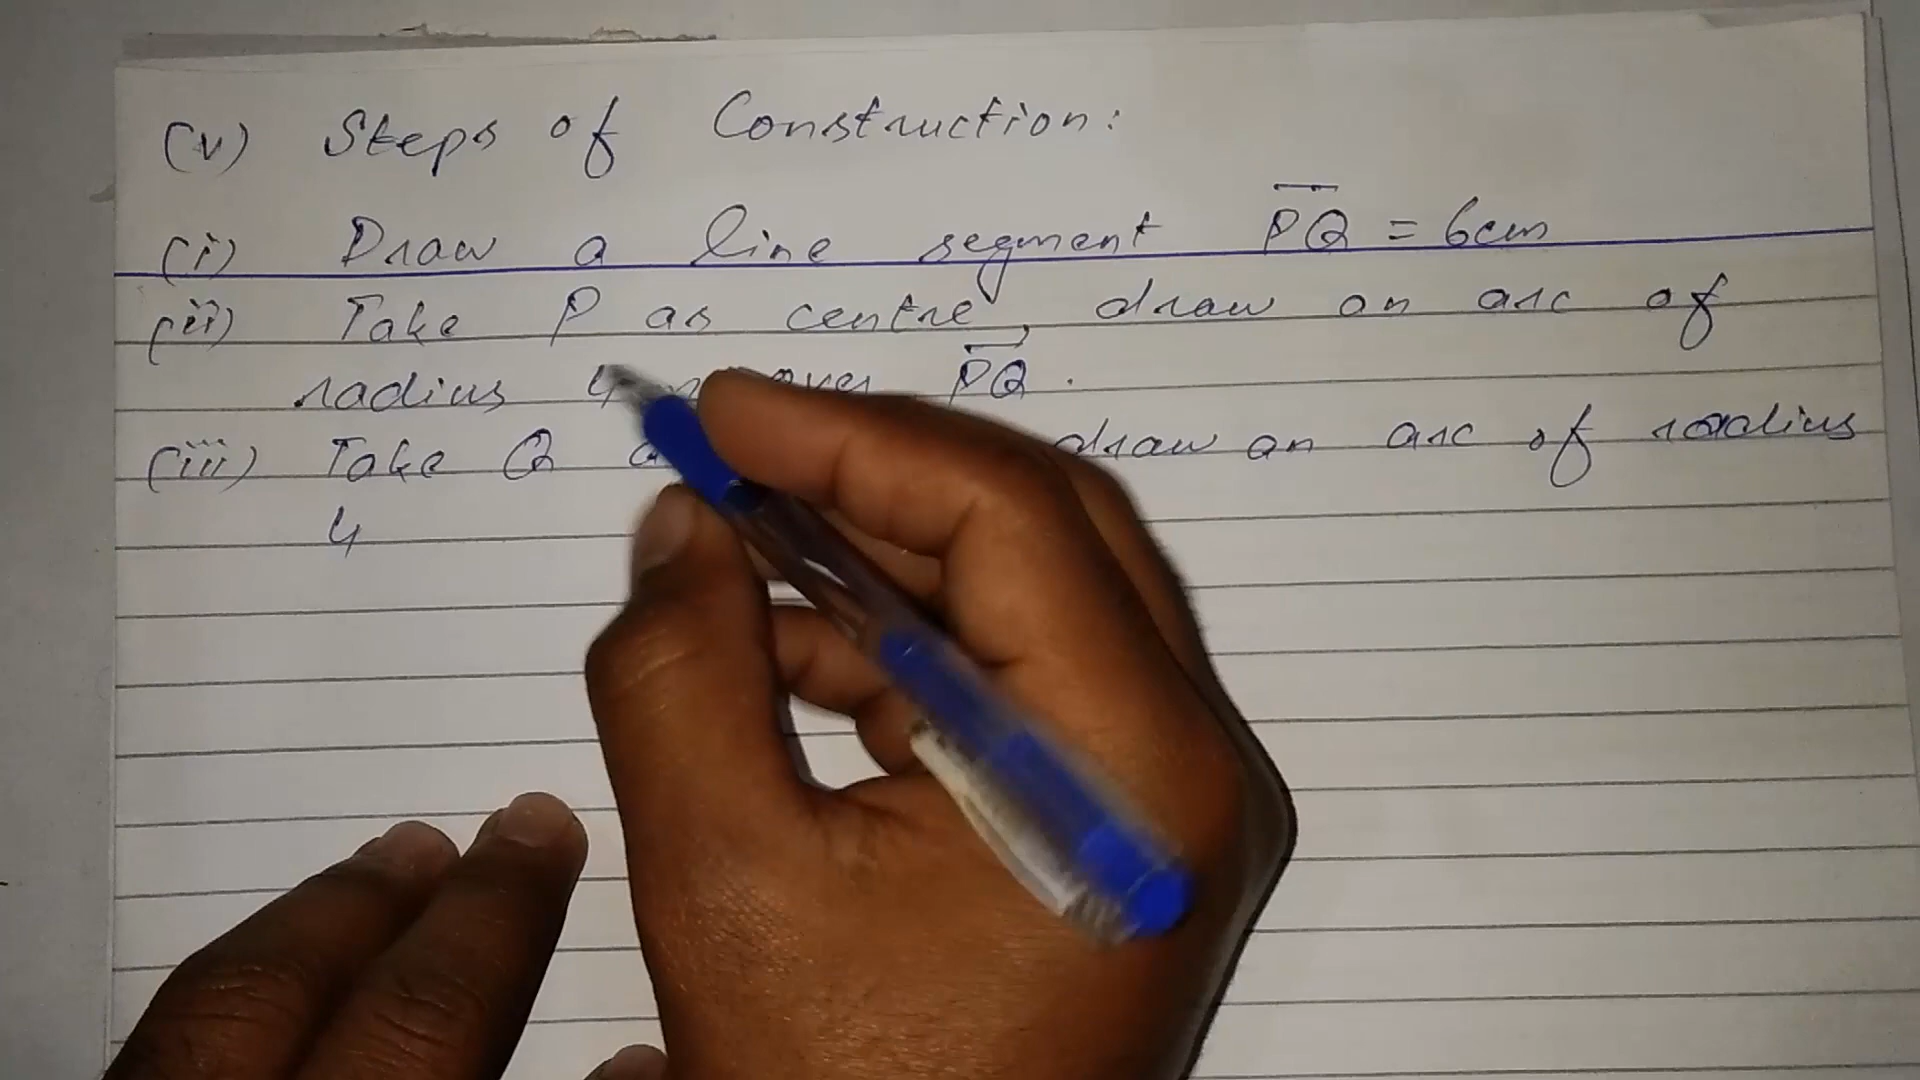 (v) Steps of Construction:
(i) Draw a line segment PQ = 6cm
(ii) Take P as centre, draw an arc of
radius 4 over PQ.
(iii) Take Q draw an arc of radius
4